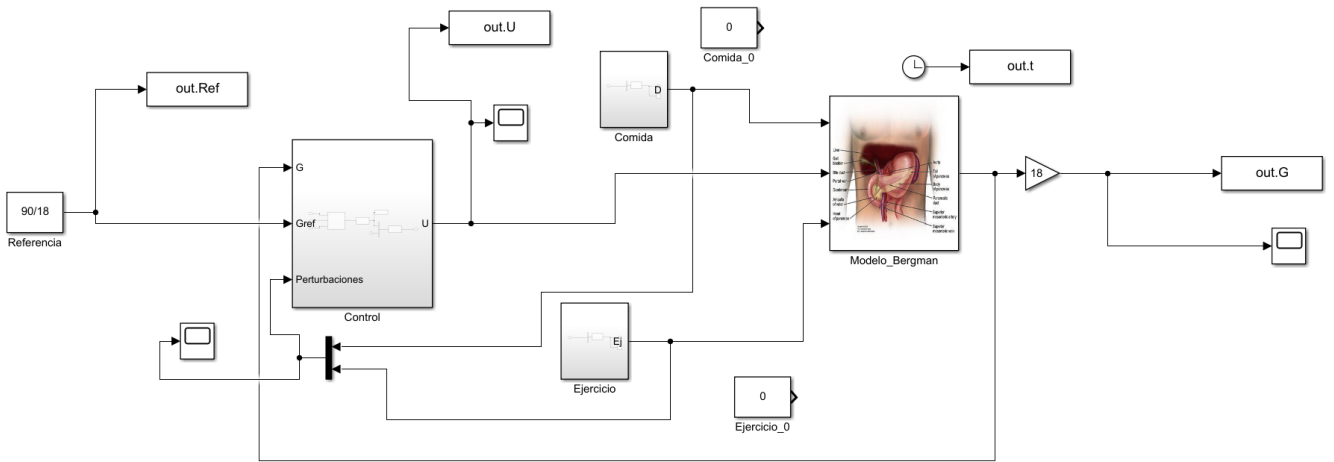 out.U
0
Comida_0
out.Ref
D
Comida
out.t
G
90/18
Referencia
Gref
U
Perturbaciones
Control
Modelo_Bergman
18
out.G
Ej
Ejercicio
0
Ejercicio_0